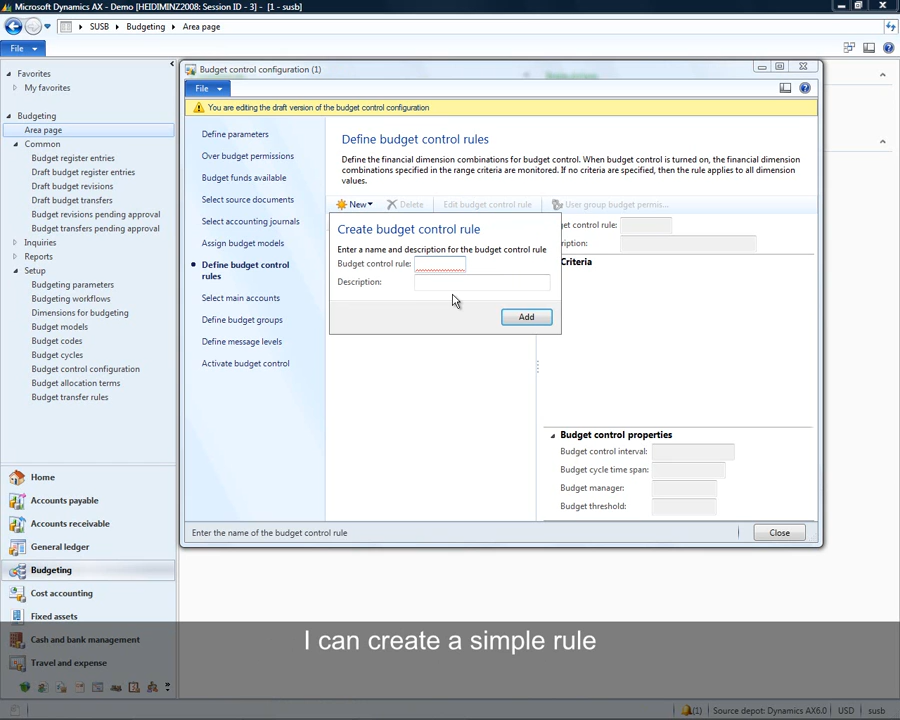 Microsoft Dynamics AX - Demo [HEIDIMINZ2008: Session ID - 3] - [1 - susb]
SUSB
Budgeting
Area page
File
Favorites
My favorites
Budgeting
Area page
Common
Budget register entries
Draft budget register entries
Draft budget revisions
Draft budget transfers
Budget revisions pending approval
Budget transfers pending approval
Inquiries
Reports
Setup
Budgeting parameters
Budgeting workflows
Dimensions for budgeting
Budget models
Budget codes
Budget cycles
Budget control configuration
Budget allocation terms
Budget transfer rules
Home
Accounts payable
Accounts receivable
General ledger
Budgeting
Cost accounting
Fixed assets
Cash and bank management
Travel and expense
Budget control configuration (1)
File
You are editing the draft version of the budget control configuration
Define parameters
Over budget permissions
Budget funds available
Select source documents
Select accounting journals
Assign budget models
Define budget control
rules
Select main accounts
Define budget groups
Define message levels
Activate budget control
Define budget control rules
Define the financial dimension combinations for budget control. When budget control is turned on, the financial
dimension combinations specified in the range criteria are monitored. If no criteria are specified, then the rule applies to all dimension
values.
New
Delete
Edit budget control rule
User group budget permis...
Create budget control rule
Enter a name and description for the budget control rule
Budget control rule:
Description:
Add
get control rule:
ription:
Criteria
Budget control properties
Budget control interval:
Budget cycle time span:
Budget manager:
Budget threshold:
Enter the name of the budget control rule
Close
I can create a simple rule
(1)
Source depot: Dynamics AX6.0
USD
susb